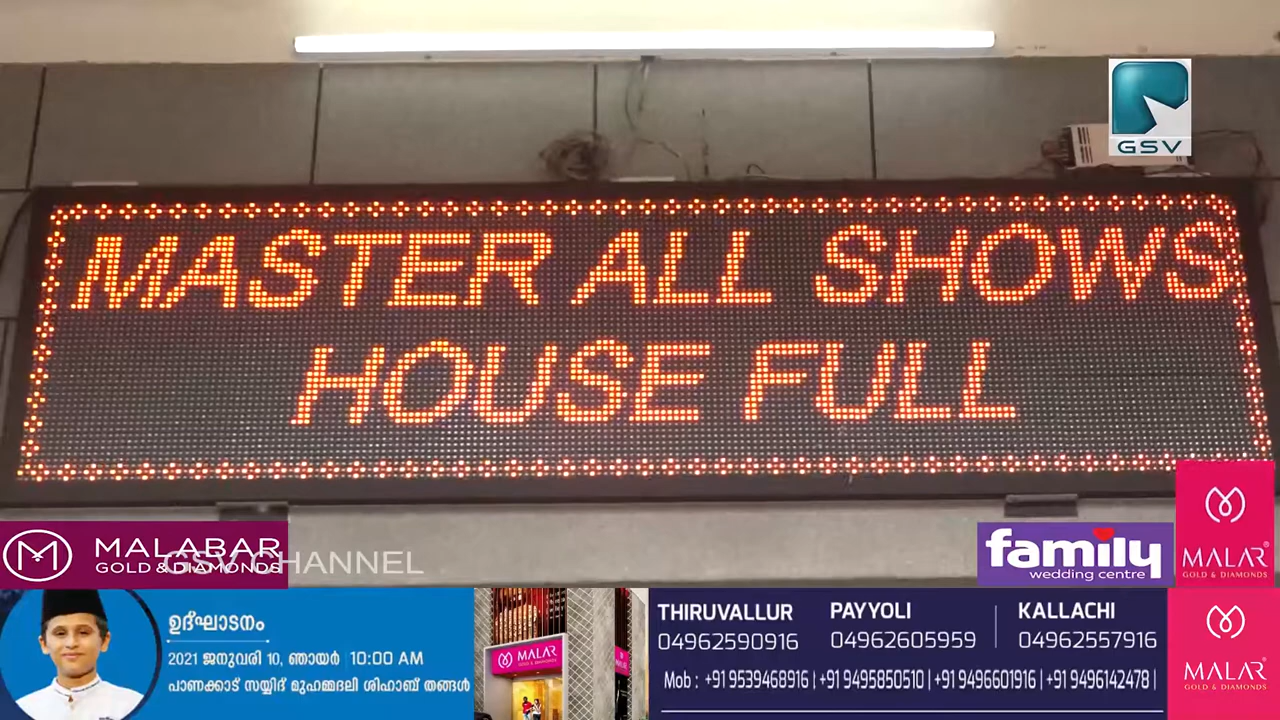 GSV
MASTER ALL SHOWS
HOUSE FULL
MALABAR
GOLD & DIAMONDS
GSV CHANNEL
family
wedding centre
MALAR
GOLD & DIAMONDS
ഉദ്ഘാടനം
2021 ജനുവരി 10, ഞായർ | 10:00 AM
പാണക്കാട് സയ്യിദ് മുഹമ്മദലി ശിഹാബ് തങ്ങൾ
MALAR
GOLD & DIAMONDS
THIRUVALLUR
04962590916
PAYYOLI
04962605959
KALLACHI
04962557916
Mob : +91 9539468916 | +91 9495850510 | +91 9496601916 | +91 9496142478 |
MALAR
GOLD & DIAMONDS